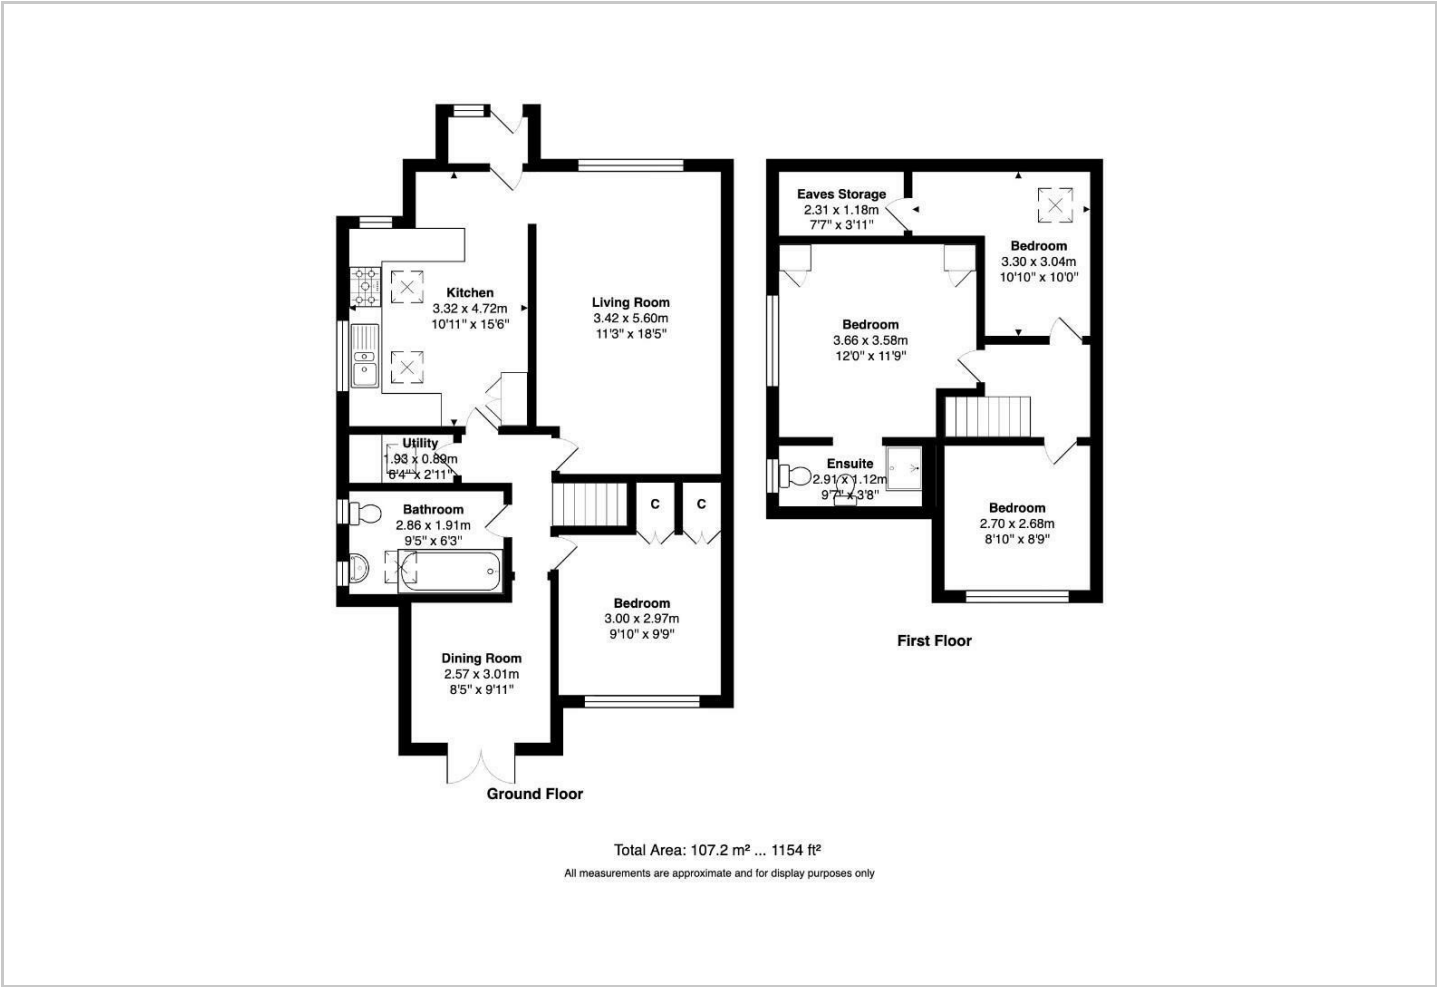 Kitchen
3.32 x 4.72m
10'11" x 15'6"
Living Room
3.42 x 5.60m
11'3" x 18'5"
Utility
1.93 x 0.89m
6'4" x 2'11"
Bathroom
2.86 x 1.91m
9'5" x 6'3"
C
C
Bedroom
3.00 x 2.97m
9'10" x 9'9"
Dining Room
2.57 x 3.01m
8'5" x 9'11"
Ground Floor
Eaves Storage
2.31 x 1.18m
7'7" x 3'11"
Bedroom
3.30 x 3.04m
10'10" x 10'0"
Bedroom
3.66 x 3.58m
12'0" x 11'9"
Ensuite
2.91 x 1.12m
9'7" x 3'8"
Bedroom
2.70 x 2.68m
8'10" x 8'9"
First Floor
Total Area: 107.2 m² ... 1154 ft²
All measurements are approximate and for display purposes only